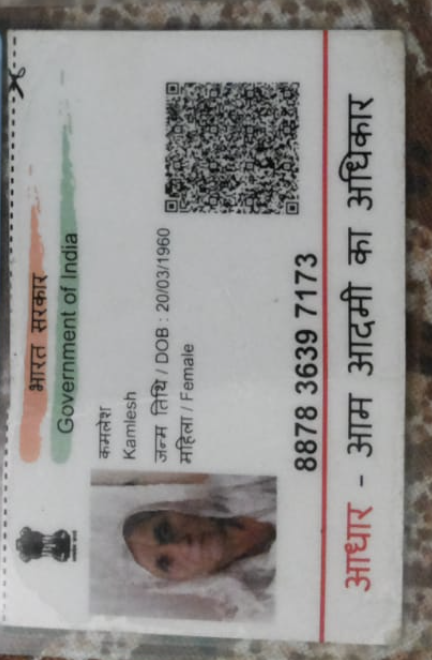 भारत सरकार
Government of India
कमलेश
Kamlesh
जन्म तिथि / DOB : 20/03/1960
महिला / Female
8878 3639 7173
आधार - आम आदमी का अधिकार